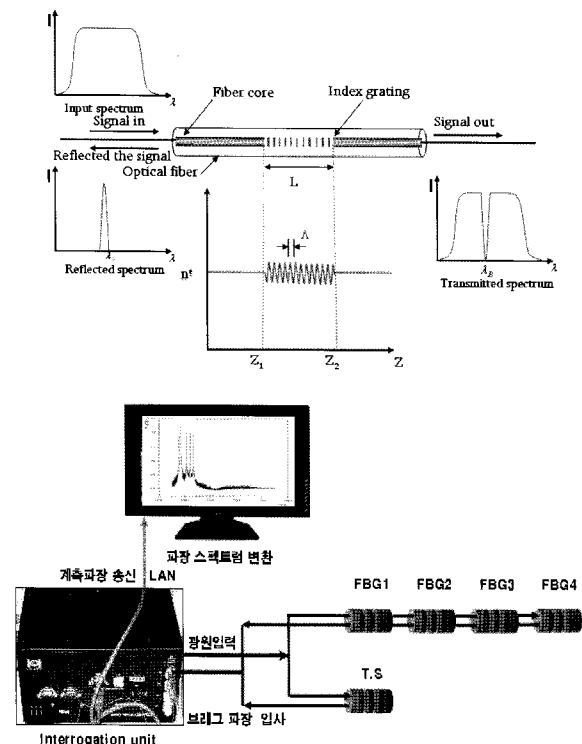 I
Input spectrum
λ
Signal in
Fiber core
Index grating
Signal out
Reflected the signal
Optical fiber
L
I
λ
Reflected spectrum
Λ
I
λ_B
λ
Transmitted spectrum
Z₁
Z₂
Z
파장 스펙트럼 변환
계측파장 송신 LAN
FBG1 FBG2 FBG3 FBG4
광원입력
T.S
브래그 파장 입사
Interrogation unit